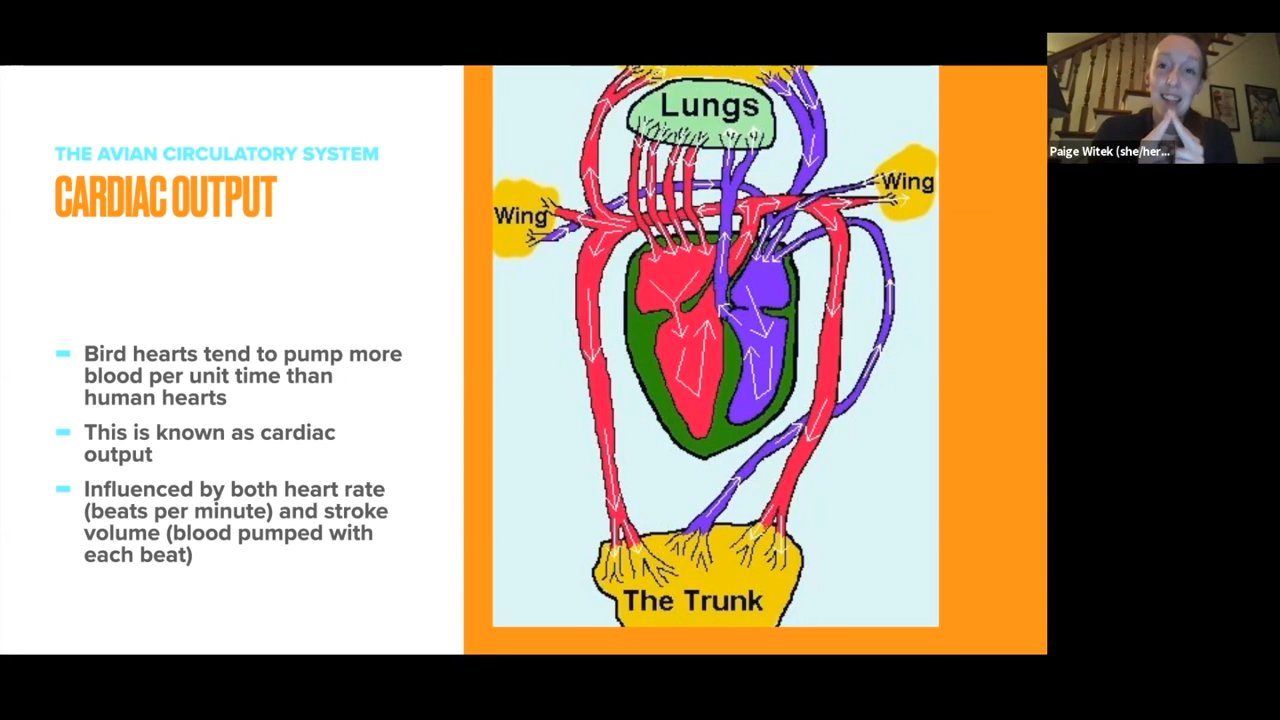 THE AVIAN CIRCULATORY SYSTEM
CARDIAC OUTPUT
Bird hearts tend to pump more
blood per unit time than
human hearts
This is known as cardiac
output
Influenced by both heart rate
(beats per minute) and stroke
volume (blood pumped with
each beat)
Lungs
Wing
Wing
The Trunk
Paige Witek (she/her...